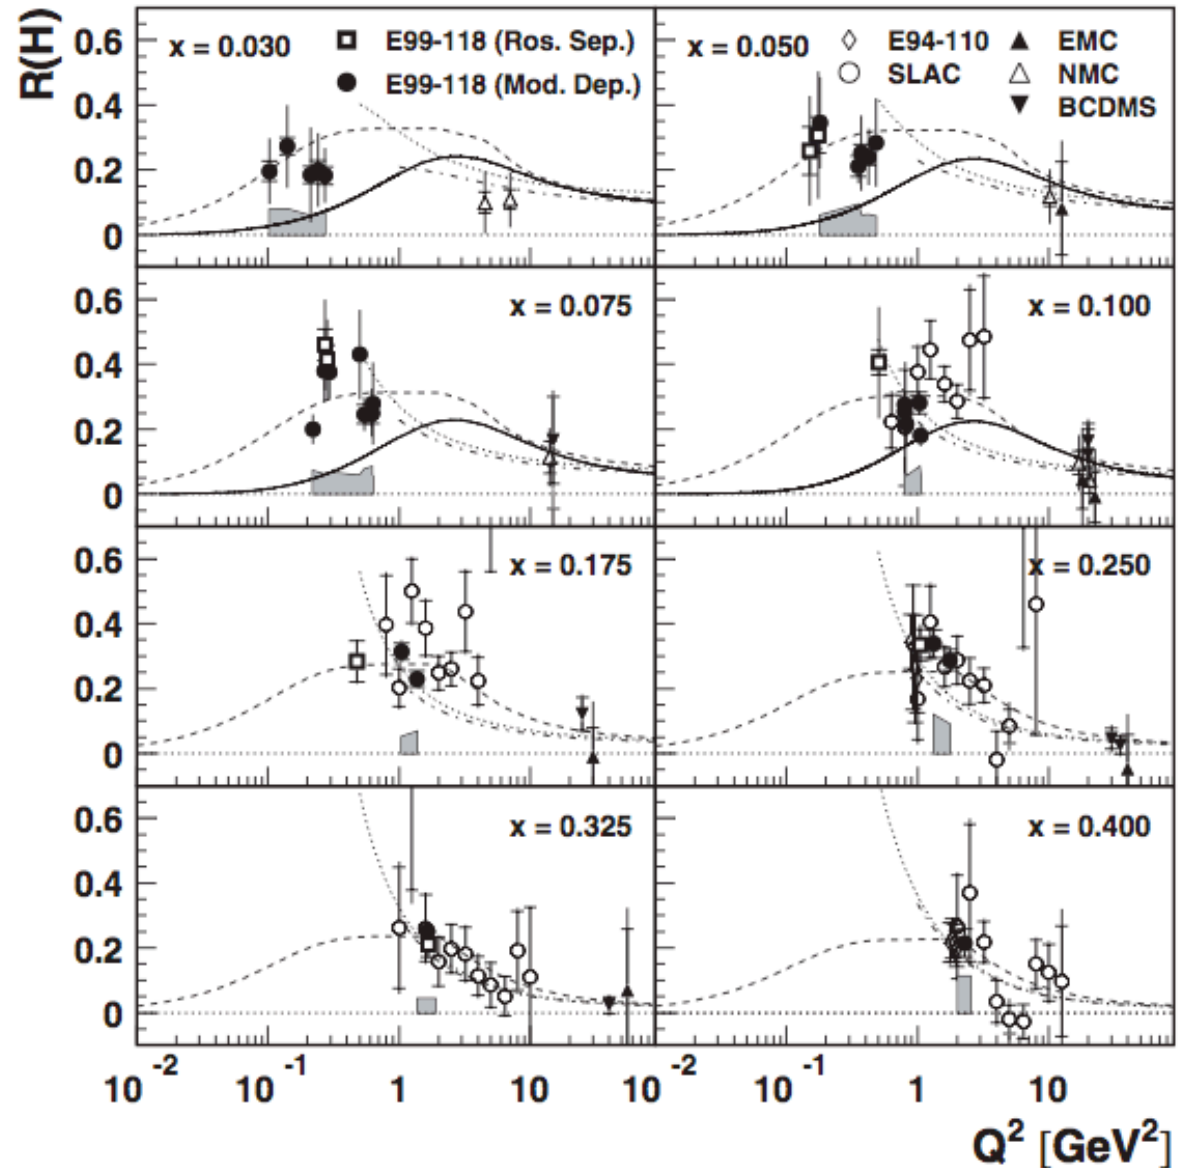 R(H)
x = 0.030
E99-118 (Ros. Sep.)
E99-118 (Mod. Dep.)
x = 0.050
E94-110
SLAC
EMC
NMC
BCDMS
0.6
0.4
0.2
0
x = 0.075
x = 0.100
0.6
0.4
0.2
0
x = 0.175
x = 0.250
0.6
0.4
0.2
0
x = 0.325
x = 0.400
0.6
0.4
0.2
0
10⁻² 10⁻¹ 1 10 10⁻² 10⁻¹ 1 10
Q² [GeV²]